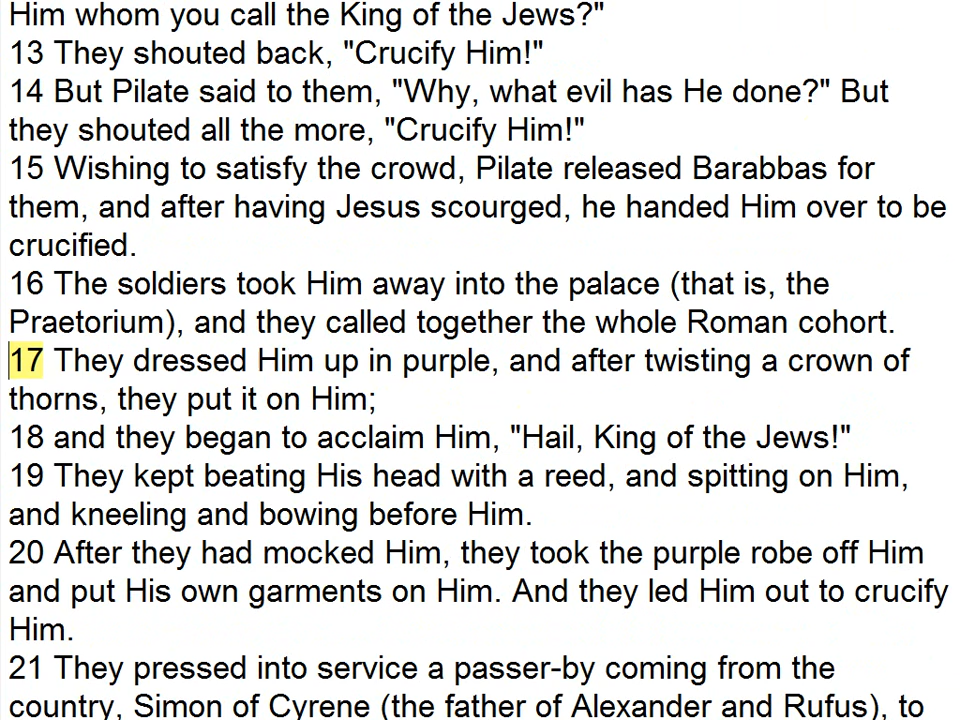 Him whom you call the King of the Jews?"
13 They shouted back, "Crucify Him!"
14 But Pilate said to them, "Why, what evil has He done?" But
they shouted all the more, "Crucify Him!"
15 Wishing to satisfy the crowd, Pilate released Barabbas for
them, and after having Jesus scourged, he handed Him over to be
crucified.
16 The soldiers took Him away into the palace (that is, the
Praetorium), and they called together the whole Roman cohort.
17 They dressed Him up in purple, and after twisting a crown of
thorns, they put it on Him;
18 and they began to acclaim Him, "Hail, King of the Jews!"
19 They kept beating His head with a reed, and spitting on Him,
and kneeling and bowing before Him.
20 After they had mocked Him, they took the purple robe off Him
and put His own garments on Him. And they led Him out to crucify
Him.
21 They pressed into service a passer-by coming from the
country, Simon of Cyrene (the father of Alexander and Rufus), to